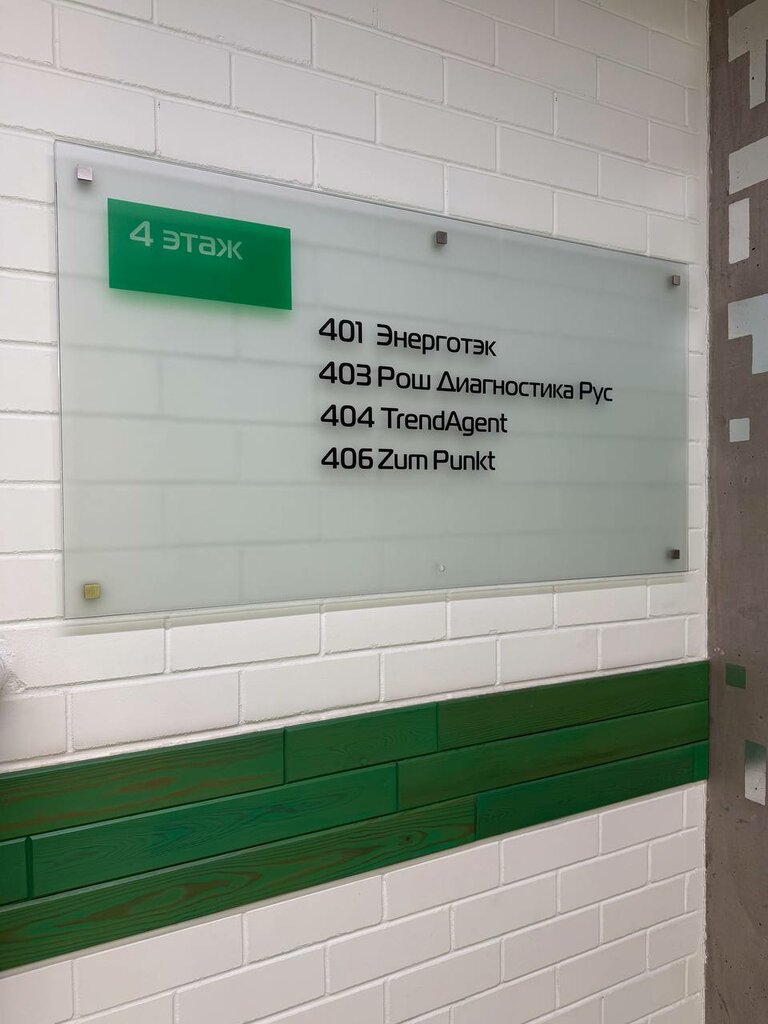 4 этаж
401 Энерготэк
403 Рош Диагностика Рус
404 TrendAgent
406 Zum Punkt